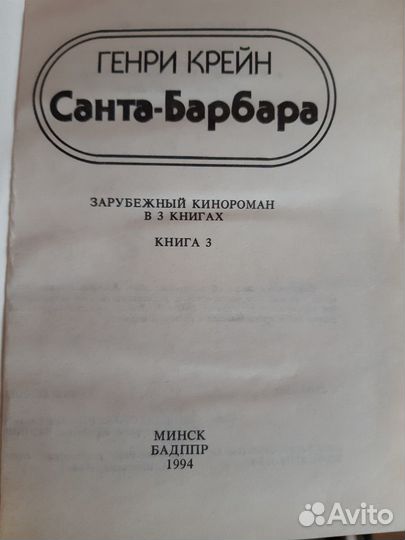 ГЕНРИ КРЕЙН
Санта-Барбара
ЗАРУБЕЖНЫЙ КИНОРОМАН
В 3 КНИГАХ
КНИГА 3
МИНСК
БАДППР
1994
Avito